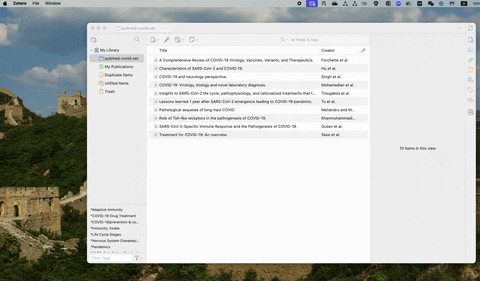 Zotero File Window
pubmed-covid-set
All Fields & Tags
My Library
pubmed-covid-set
My Publications
Duplicate Items
Unfiled Items
Trash
Title Creator
A Comprehensive Review of COVID-19 Virology, Vaccines, Variants, and Therapeutics. Forchette et al.
Characteristics of SARS-CoV-2 and COVID-19. Hu et al.
COVID-19 and neurology perspective. Singh et al.
COVID-19: Virology, biology and novel laboratory diagnosis. Mohamadian et al.
Insights to SARS-CoV-2 life cycle, pathophysiology, and rationalized treatments that t... Trougakos et al.
Lessons learned 1 year after SARS-CoV-2 emergence leading to COVID-19 pandemic. To et al.
Pathological sequelae of long-haul COVID. Mehandru and M...
Role of Toll-like receptors in the pathogenesis of COVID-19. Khanmohammadi...
SARS-CoV-2-Specific Immune Response and the Pathogenesis of COVID-19. Gusev et al.
Treatment for COVID-19: An overview. Stasi et al.
10 items in this view
*Adaptive Immunity
*COVID-19 Drug Treatment
*COVID-19/prevention & co...
*Immunity, Innate
*Life Cycle Stages
*Nervous System Diseases/...
*Pandemics
Filter Tags